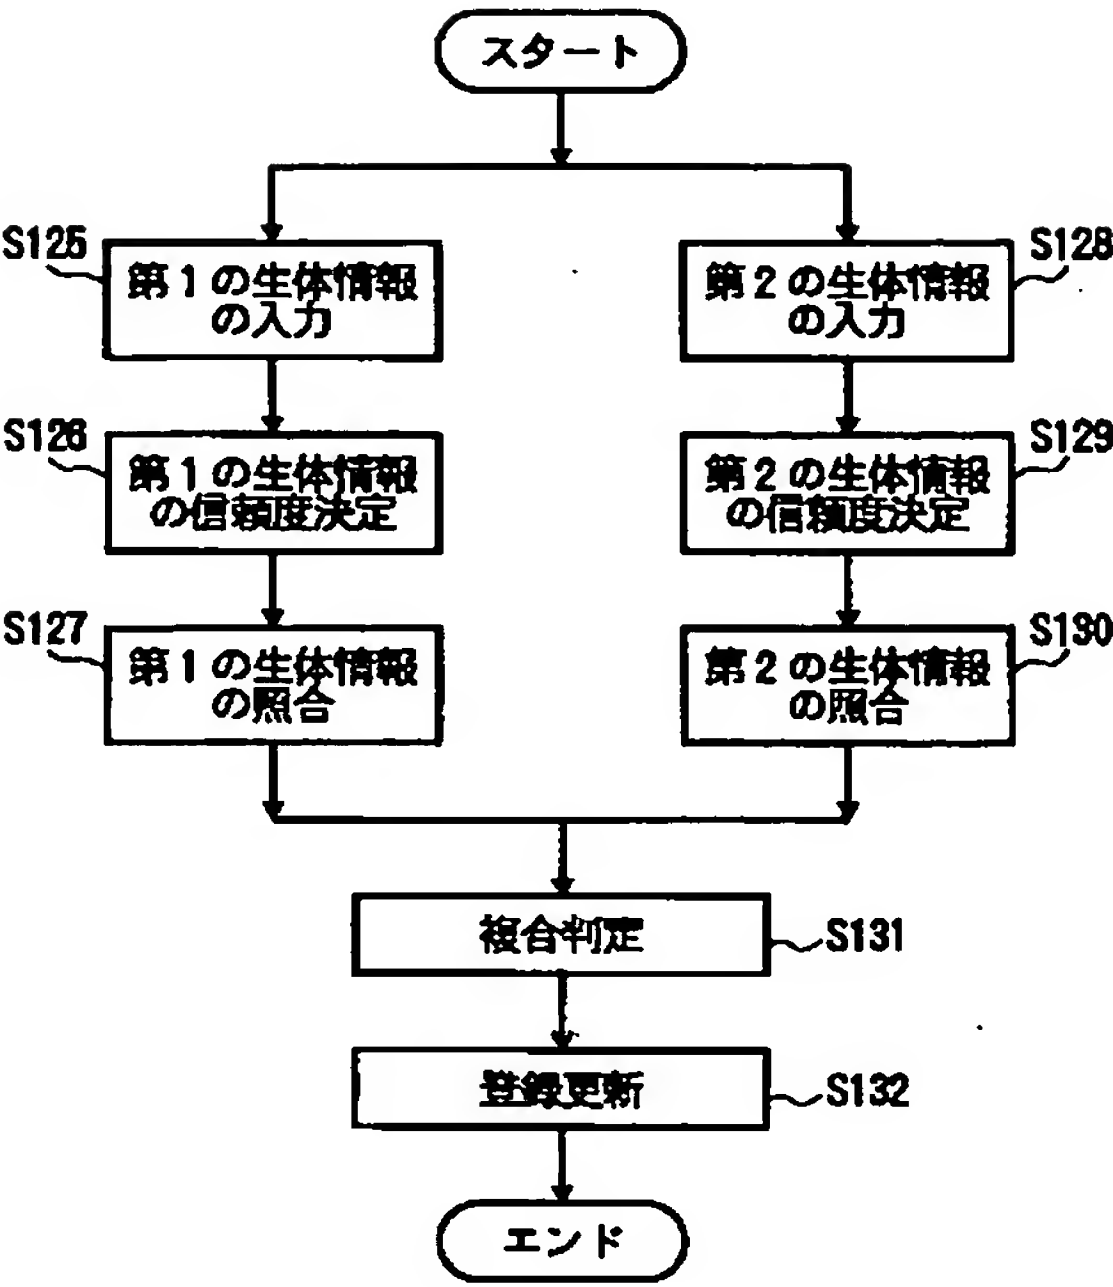 スタート
S125
第1の生体情報
の入力
S128
第2の生体情報
の入力
S126
第1の生体情報
の信頼度決定
S129
第2の生体情報
の信頼度決定
S127
第1の生体情報
の照合
S130
第2の生体情報
の照合
複合判定
S131
登録更新
S132
エンド